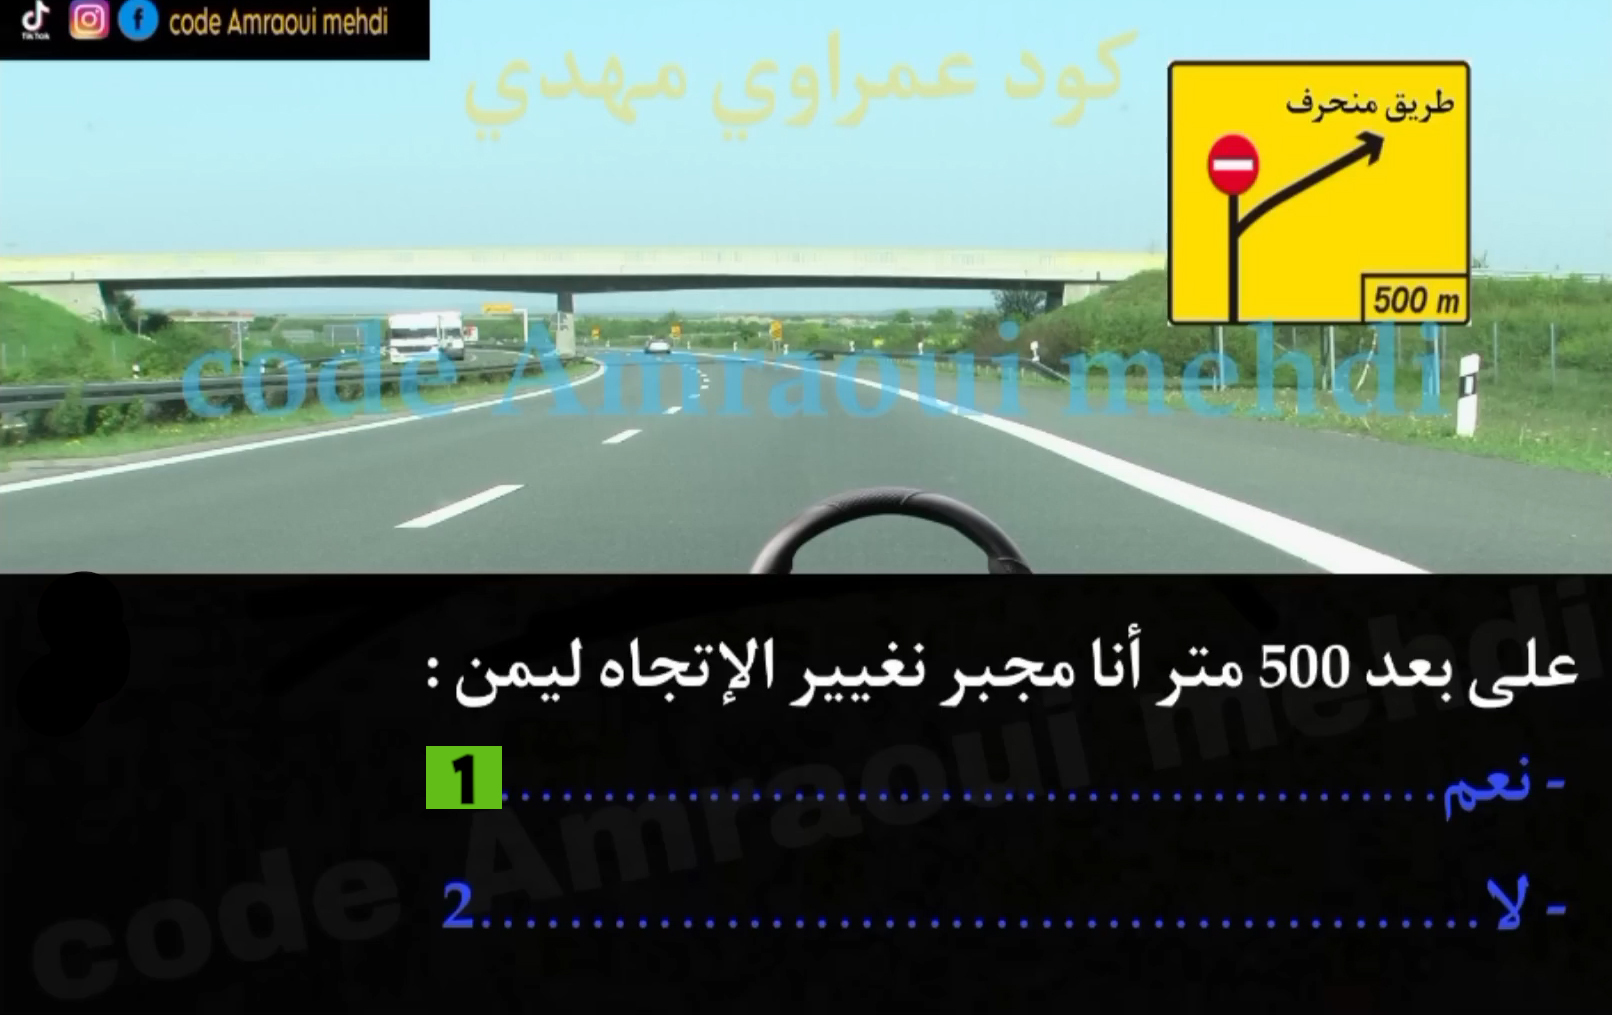 TikTok
code Amraoui mehdi
كود عمراوي مهدي
طريق منحرف
500 m
code Amraoui mehdi
على بعد 500 متر أنا مجبر نغيير الإتجاه ليمن :
- نعم................................................1
- لا................................................2
code Amraoui mehdi